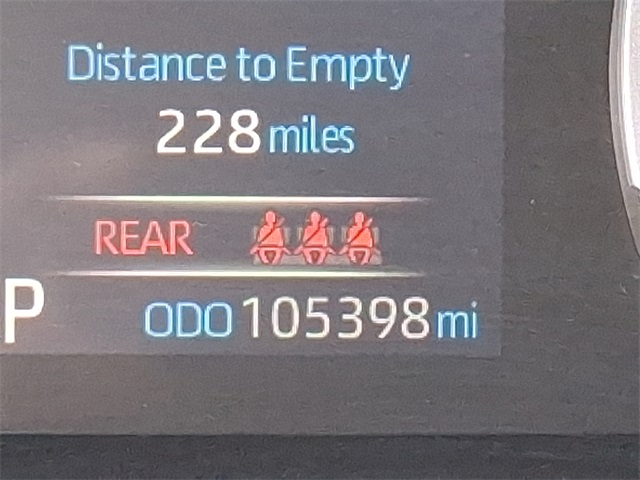 Distance to Empty
228 miles
REAR
P
ODO 105398 mi